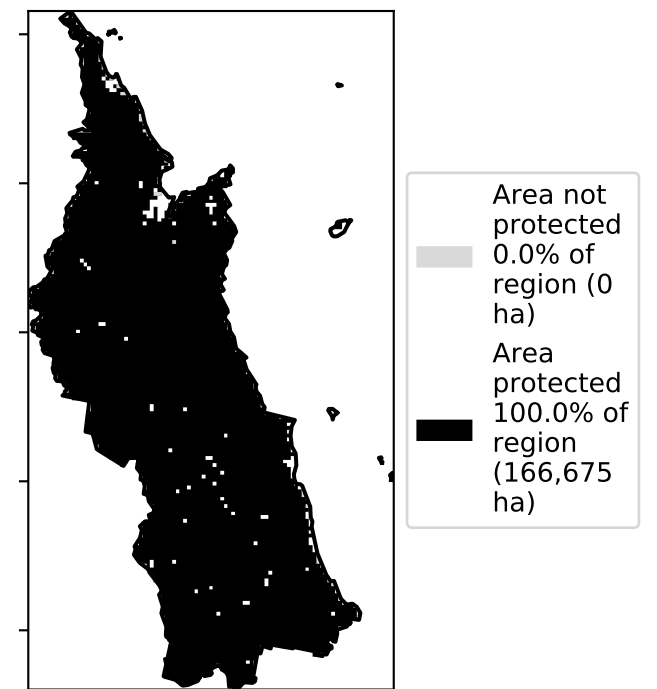 Area not
protected
0.0% of
region (0
ha)
Area
protected
100.0% of
region
(166,675
ha)